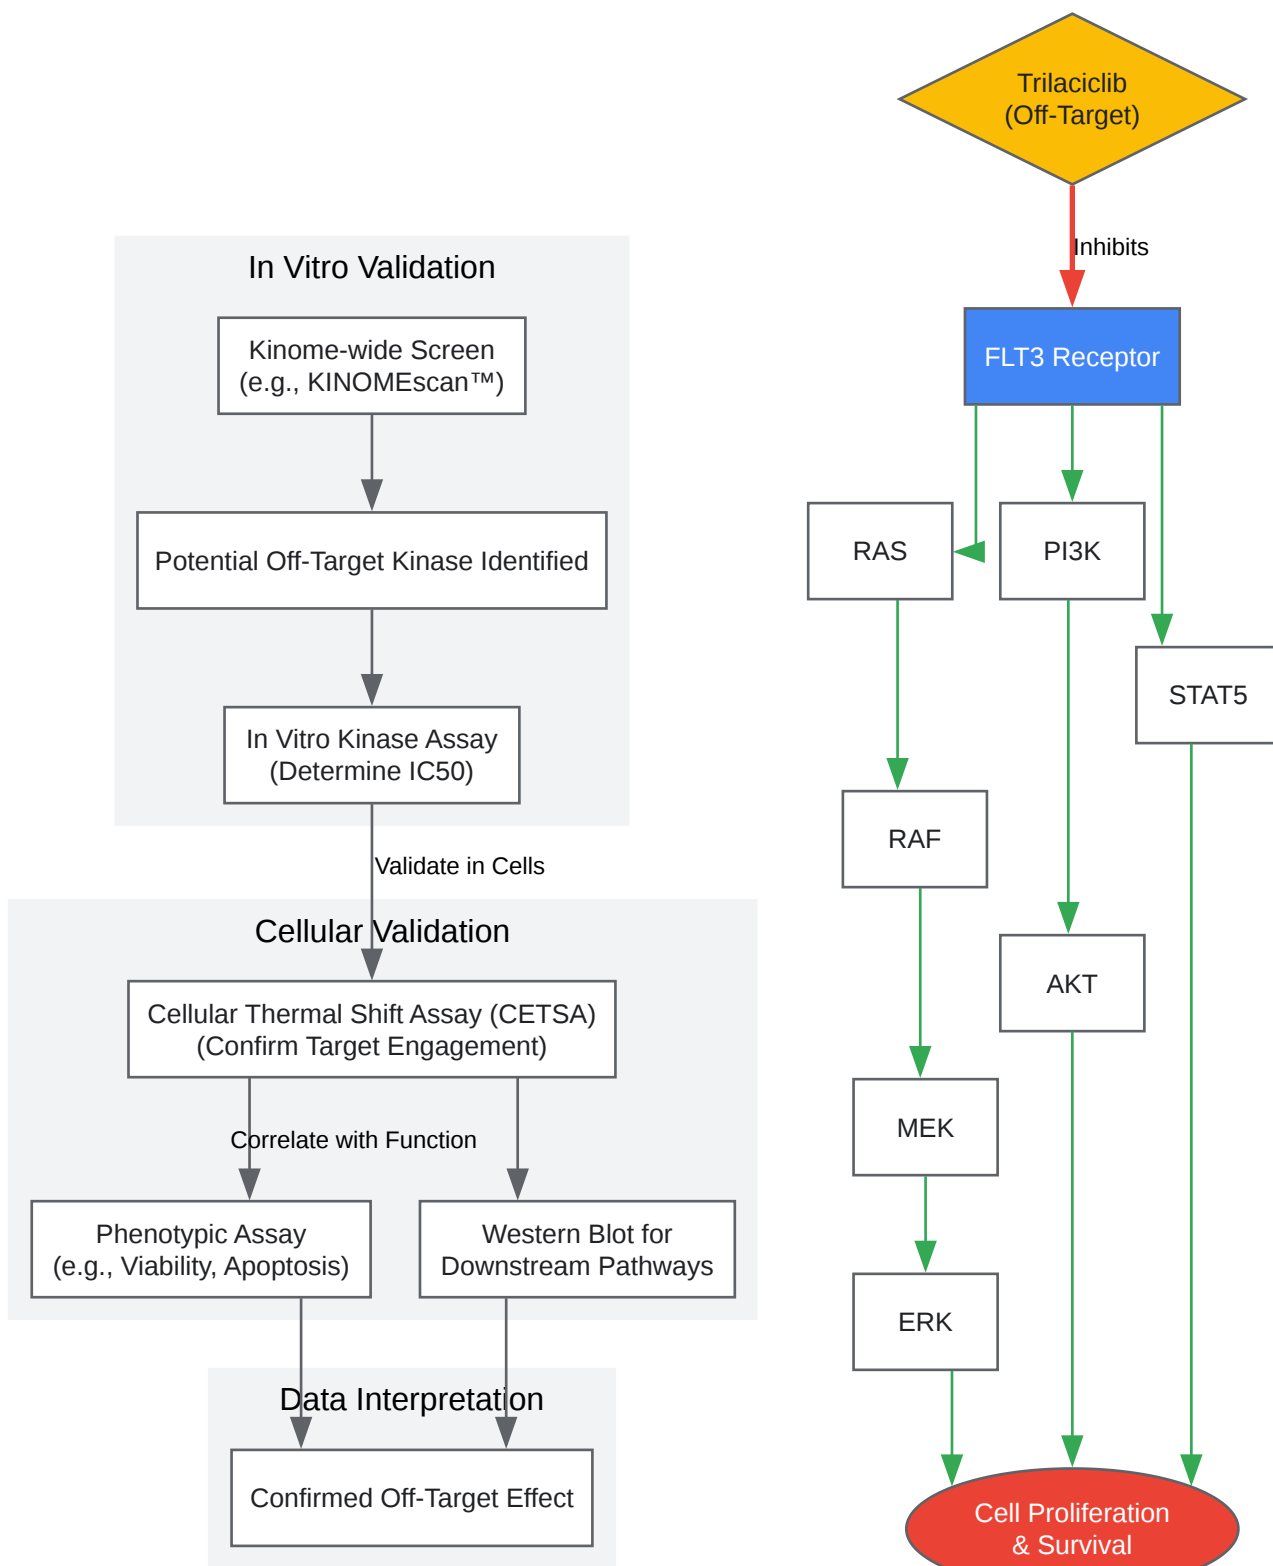 In Vitro Validation
Kinome-wide Screen
(e.g., KINOMEscan™)
Potential Off-Target Kinase Identified
In Vitro Kinase Assay
(Determine IC50)
Validate in Cells
Cellular Validation
Cellular Thermal Shift Assay (CETSA)
(Confirm Target Engagement)
Correlate with Function
Phenotypic Assay
(e.g., Viability, Apoptosis)
Western Blot for
Downstream Pathways
Data Interpretation
Confirmed Off-Target Effect
Trilaciclib
(Off-Target)
Inhibits
FLT3 Receptor
RAS
PI3K
STAT5
RAF
AKT
MEK
ERK
Cell Proliferation
& Survival